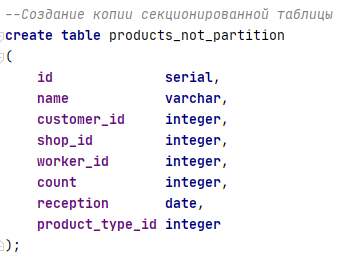 --Создание копии секционированной таблицы
create table products_not_partition
(
    id              serial,
    name            varchar,
    customer_id     integer,
    shop_id         integer,
    worker_id       integer,
    count           integer,
    reception       date,
    product_type_id integer
);